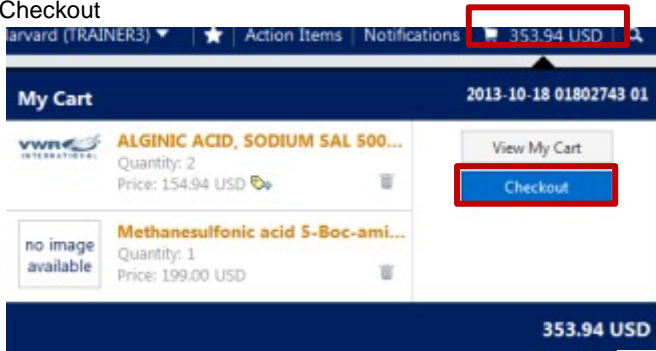 Checkout
arvard (TRAINER3) Action Items Notifications 353.94 USD
My Cart 2013-10-18 01802743 01
VWR INTERNATIONAL
ALGINIC ACID, SODIUM SAL 500...
Quantity: 2
Price: 154.94 USD
View My Cart
Checkout
no image available
Methanesulfonic acid 5-Boc-ami...
Quantity: 1
Price: 199.00 USD
353.94 USD